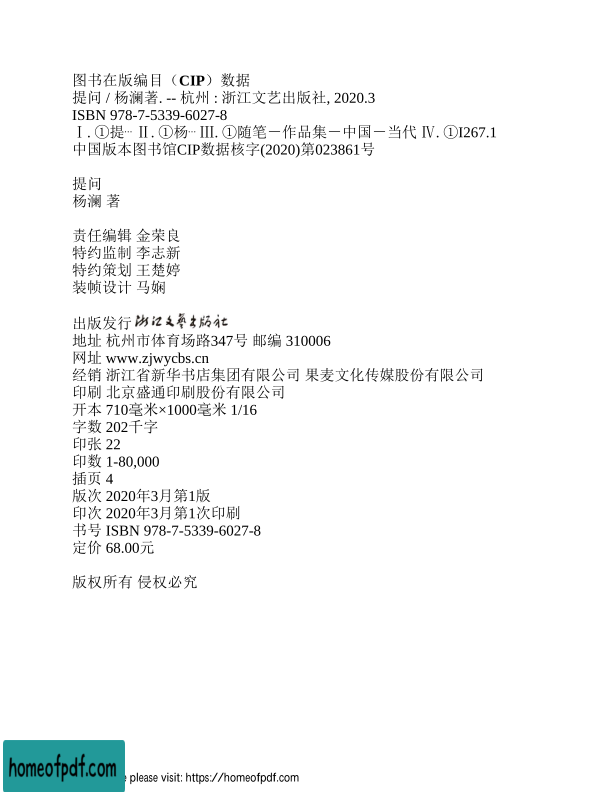 图书在版编目（CIP）数据
提问 / 杨澜著. -- 杭州 : 浙江文艺出版社, 2020.3
ISBN 978-7-5339-6027-8
Ⅰ. ①提… Ⅱ. ①杨… Ⅲ. ①随笔－作品集－中国－当代 Ⅳ. ①I267.1
中国版本图书馆CIP数据核字(2020)第023861号
提问
杨澜 著
责任编辑 金荣良
特约监制 李志新
特约策划 王楚婷
装帧设计 马娴
出版发行 浙江文艺出版社
地址 杭州市体育场路347号 邮编 310006
网址 www.zjwycbs.cn
经销 浙江省新华书店集团有限公司 果麦文化传媒股份有限公司
印刷 北京盛通印刷股份有限公司
开本 710毫米×1000毫米 1/16
字数 202千字
印张 22
印数 1-80,000
插页 4
版次 2020年3月第1版
印次 2020年3月第1次印刷
书号 ISBN 978-7-5339-6027-8
定价 68.00元
版权所有 侵权必究
homeofpdf.com
please visit: https://homeofpdf.com